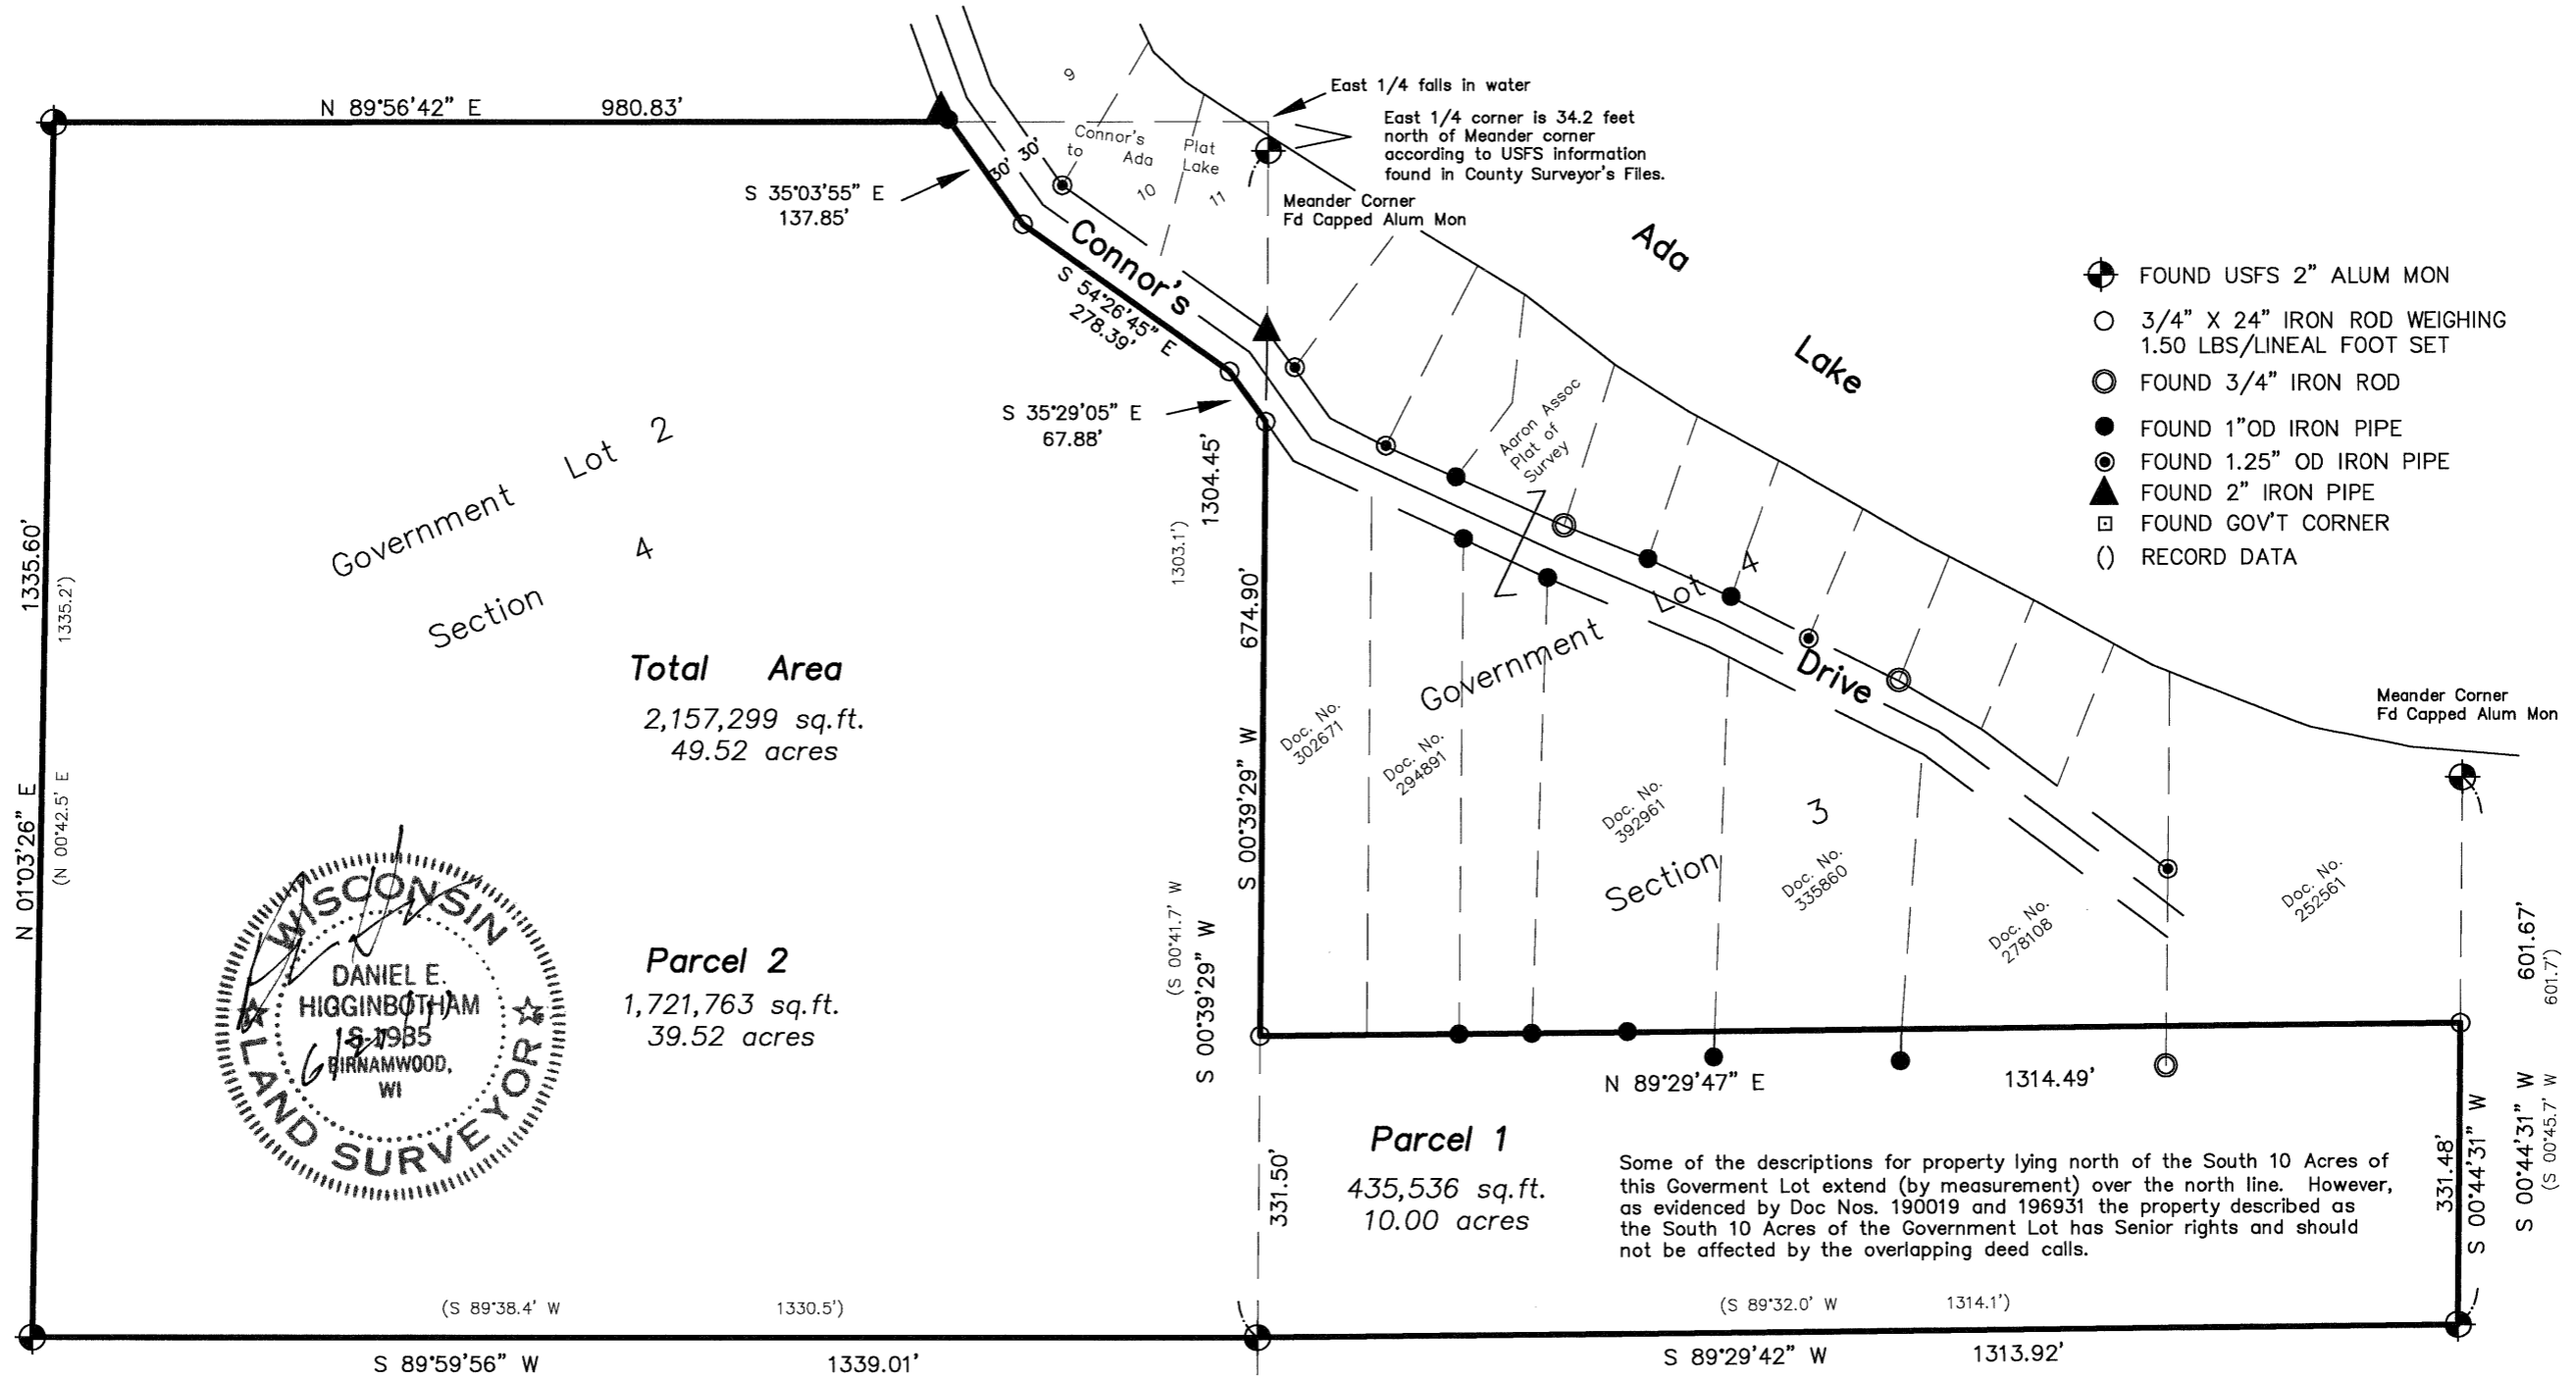 N 89°56'42" E 980.83'
East 1/4 falls in water
East 1/4 corner is 34.2 feet
north of Meander corner
according to USFS information
found in County Surveyor's Files.
Meander Corner
Fd Capped Alum Mon
9
Connor's Plat
to Ada Lake
10
11
30' 30'
S 35°03'55" E
137.85'
Connor's
S 54°26'45" E
278.39'
S 35°29'05" E
67.88'
Ada
Lake
FOUND USFS 2" ALUM MON
3/4" X 24" IRON ROD WEIGHING
1.50 LBS/LINEAL FOOT SET
FOUND 3/4" IRON ROD
FOUND 1"OD IRON PIPE
FOUND 1.25" OD IRON PIPE
FOUND 2" IRON PIPE
FOUND GOV'T CORNER
() RECORD DATA
Aaron Assoc
Plat of
Survey
Government Lot 2
Section 4
1335.60'
(1335.2')
N 01°03'26" E
(N 00°42.5' E
1304.45'
1303.1')
674.90'
S 00°39'29" W
(S 00°41.7' W
S 00°39'29" W
Total Area
2,157,299 sq.ft.
49.52 acres
Government Lot 4
Section 3
Drive
Doc. No.
302671
Doc. No.
294891
Doc. No.
392961
Doc. No.
335860
Doc. No.
278108
Doc. No.
252561
Meander Corner
Fd Capped Alum Mon
601.67'
601.7')
Parcel 2
1,721,763 sq.ft.
39.52 acres
WISCONSIN
DANIEL E.
HIGGINBOTHAM
S-1985
BIRNAMWOOD,
WI
LAND SURVEYOR
N 89°29'47" E 1314.49'
Parcel 1
435,536 sq.ft.
10.00 acres
331.50'
331.48'
S 00°44'31" W
S 00°44'31" W
(S 00°45.7' W
Some of the descriptions for property lying north of the South 10 Acres of
this Goverment Lot extend (by measurement) over the north line. However,
as evidenced by Doc Nos. 190019 and 196931 the property described as
the South 10 Acres of the Government Lot has Senior rights and should
not be affected by the overlapping deed calls.
(S 89°38.4' W 1330.5')
(S 89°32.0' W 1314.1')
S 89°59'56" W 1339.01'
S 89°29'42" W 1313.92'